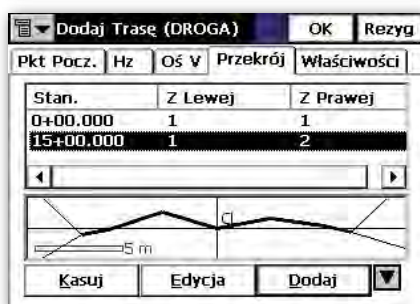 Dodaj Trasę (DROGA) OK Rezyg
Pkt Pocz. Hz Oś V Przekrój Właściwości
Stan. Z Lewej Z Prawej
0+00.000 1 1
15+00.000 1 2
5 m
Kasuj Edycja Dodaj